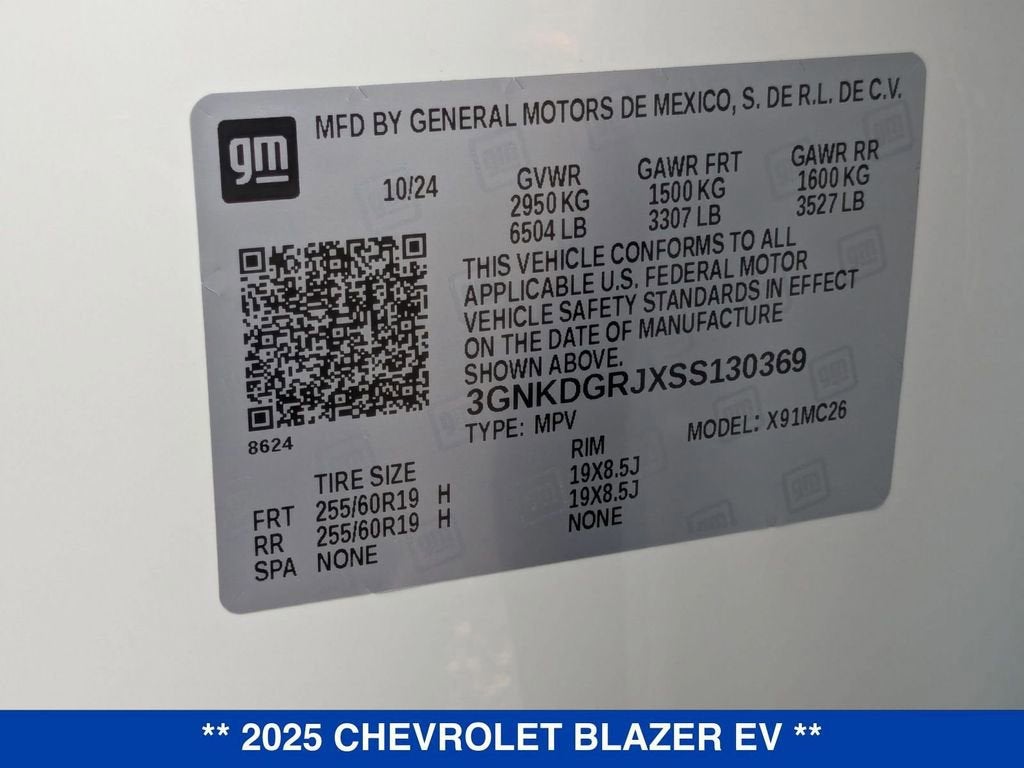 gm
MFD BY GENERAL MOTORS DE MEXICO, S. DE R.L. DE C.V.
10/24 GVWR GAWR FRT GAWR RR
2950 KG 1500 KG 1600 KG
6504 LB 3307 LB 3527 LB
THIS VEHICLE CONFORMS TO ALL
APPLICABLE U.S. FEDERAL MOTOR
VEHICLE SAFETY STANDARDS IN EFFECT
ON THE DATE OF MANUFACTURE
SHOWN ABOVE.
3GNKDGRJXSS130369
8624
TYPE: MPV MODEL: X91MC26
TIRE SIZE RIM
FRT 255/60R19 H 19X8.5J
RR 255/60R19 H 19X8.5J
SPA NONE NONE
** 2025 CHEVROLET BLAZER EV **